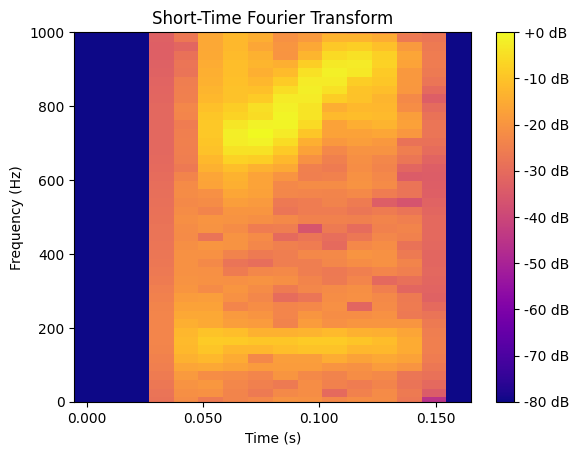 Short-Time Fourier Transform
1000
800
600
400
200
0
Frequency (Hz)
0.000
0.050
0.100
0.150
Time (s)
+0 dB
-10 dB
-20 dB
-30 dB
-40 dB
-50 dB
-60 dB
-70 dB
-80 dB